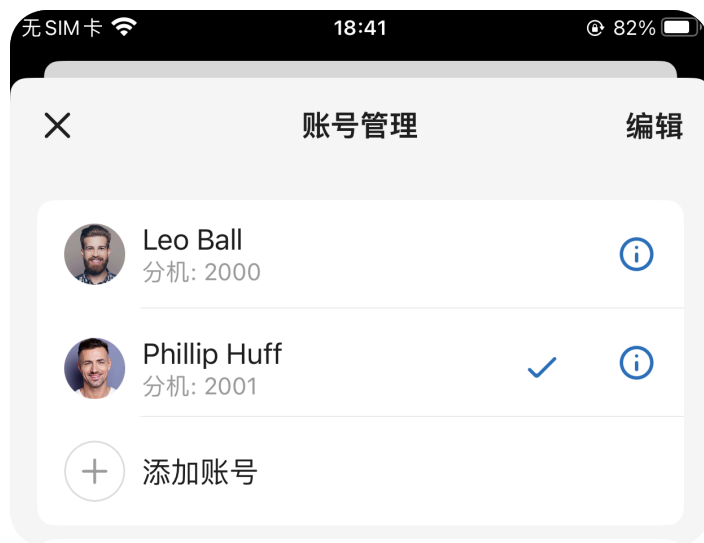 无SIM卡 18:41 82%
账号管理 编辑
Leo Ball
分机: 2000
Phillip Huff
分机: 2001
添加账号